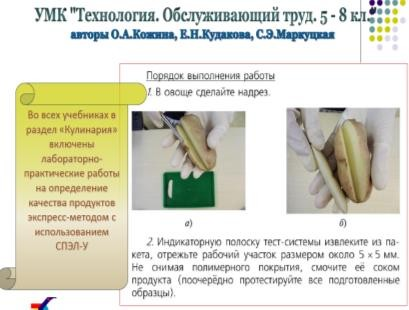 УМК "Технология. Обслуживающий труд. 5 - 8 кл."
авторы О.А.Кожина, Е.Н.Кудакова, С.Э.Маркуцкая
Во всех учебниках в
раздел «Кулинария»
включены
лабораторно-
практические работы
на определение
качества продуктов
экспресс-методом с
использованием
СПЭЛ-У
Порядок выполнения работы
1. В овоще сделайте надрез.
а)
б)
2. Индикаторную полоску тест-системы извлеките из па-
кета, отрежьте рабочий участок размером около 5 × 5 мм.
Не снимая полимерного покрытия, смочите её соком
продукта (поочерёдно протестируйте все подготовленные
образцы).